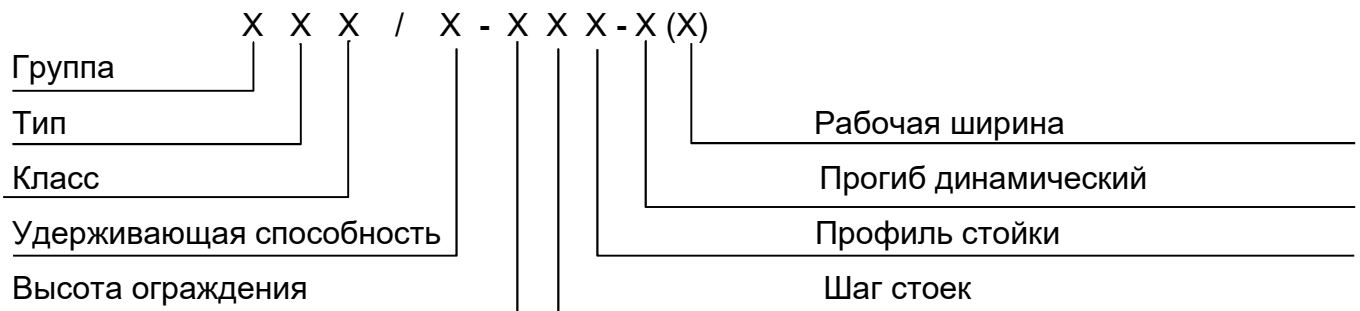 Х Х Х / Х - Х Х Х - Х (Х)
Группа
Тип
Рабочая ширина
Класс
Прогиб динамический
Удерживающая способность
Профиль стойки
Высота ограждения
Шаг стоек